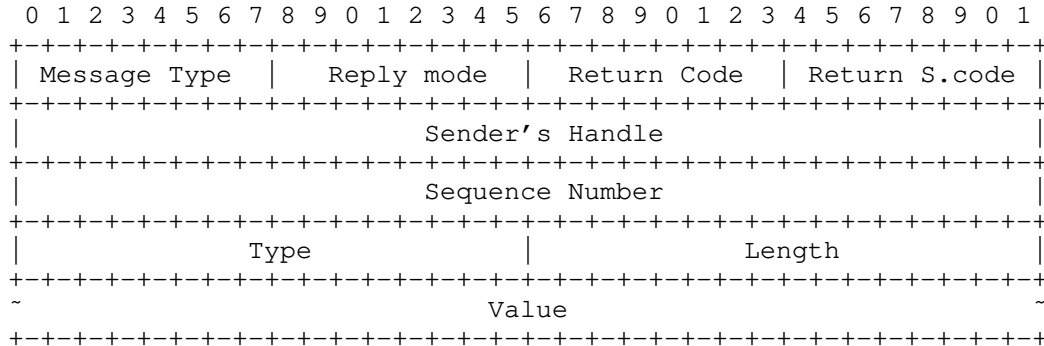 0 1 2 3 4 5 6 7 8 9 0 1 2 3 4 5 6 7 8 9 0 1 2 3 4 5 6 7 8 9 0 1
+-+-+-+-+-+-+-+-+-+-+-+-+-+-+-+-+-+-+-+-+-+-+-+-+-+-+-+-+-+-+-+-+
| Message Type | Reply mode | Return Code | Return S.code |
+-+-+-+-+-+-+-+-+-+-+-+-+-+-+-+-+-+-+-+-+-+-+-+-+-+-+-+-+-+-+-+-+
| Sender's Handle |
+-+-+-+-+-+-+-+-+-+-+-+-+-+-+-+-+-+-+-+-+-+-+-+-+-+-+-+-+-+-+-+-+
| Sequence Number |
+-+-+-+-+-+-+-+-+-+-+-+-+-+-+-+-+-+-+-+-+-+-+-+-+-+-+-+-+-+-+-+-+
| Type | Length |
+-+-+-+-+-+-+-+-+-+-+-+-+-+-+-+-+-+-+-+-+-+-+-+-+-+-+-+-+-+-+-+-+
~ Value ~
+-+-+-+-+-+-+-+-+-+-+-+-+-+-+-+-+-+-+-+-+-+-+-+-+-+-+-+-+-+-+-+-+